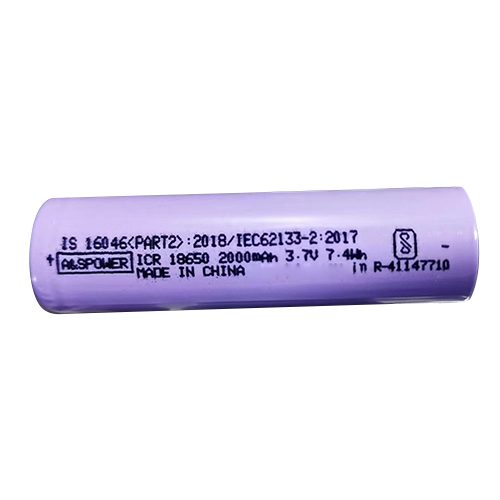 IS 16046<PART2>:2018/IEC62133-2:2017
+ A&SPOWER ICR 18650 2000mAh 3.7V 7.4Wh -
MADE IN CHINA in R-41147710